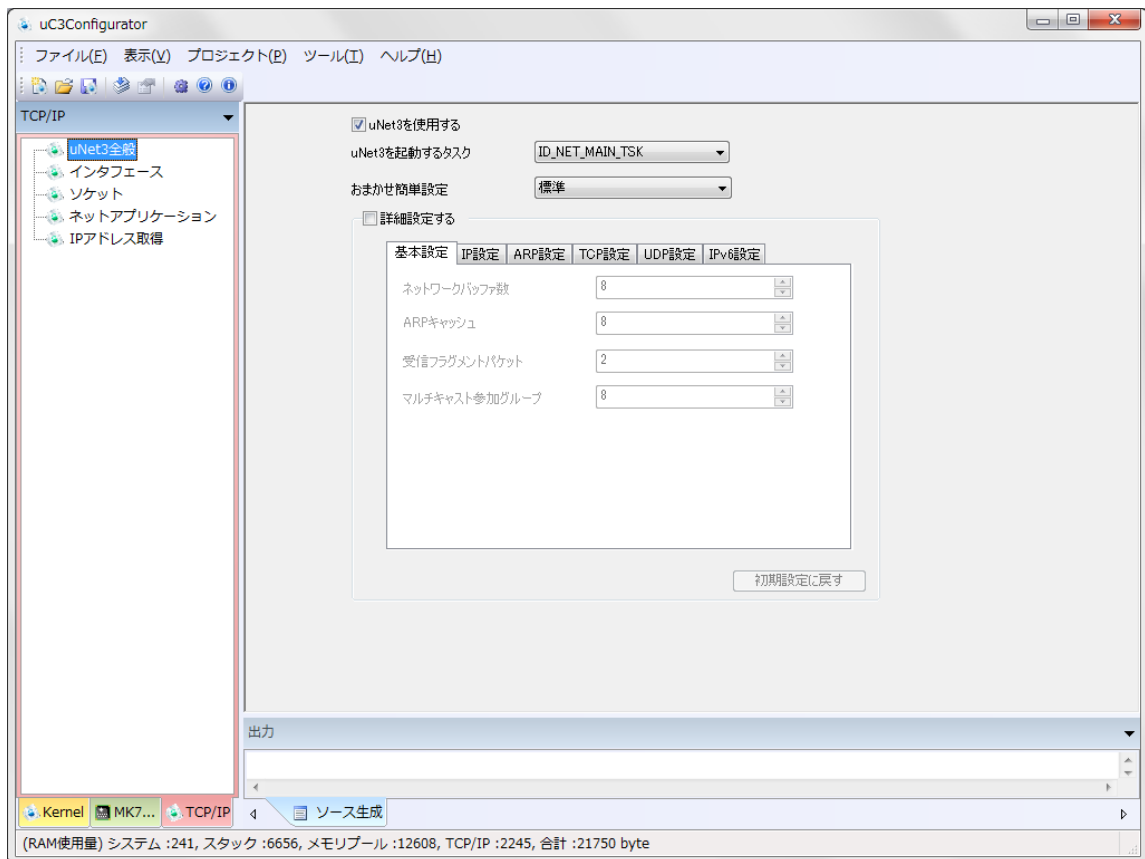 uC3Configurator
ファイル(F) 表示(V) プロジェクト(P) ツール(T) ヘルプ(H)
TCP/IP
uNet3全般
インタフェース
ソケット
ネットアプリケーション
IPアドレス取得
uNet3を使用する
uNet3を起動するタスク ID_NET_MAIN_TSK
おまかせ簡単設定 標準
詳細設定する
基本設定 IP設定 ARP設定 TCP設定 UDP設定 IPv6設定
ネットワークバッファ数 8
ARPキャッシュ 8
受信フラグメントパケット 2
マルチキャスト参加グループ 8
初期設定に戻す
出力
Kernel MK7... TCP/IP
ソース生成
(RAM使用量) システム :241, スタック :6656, メモリプール :12608, TCP/IP :2245, 合計 :21750 byte